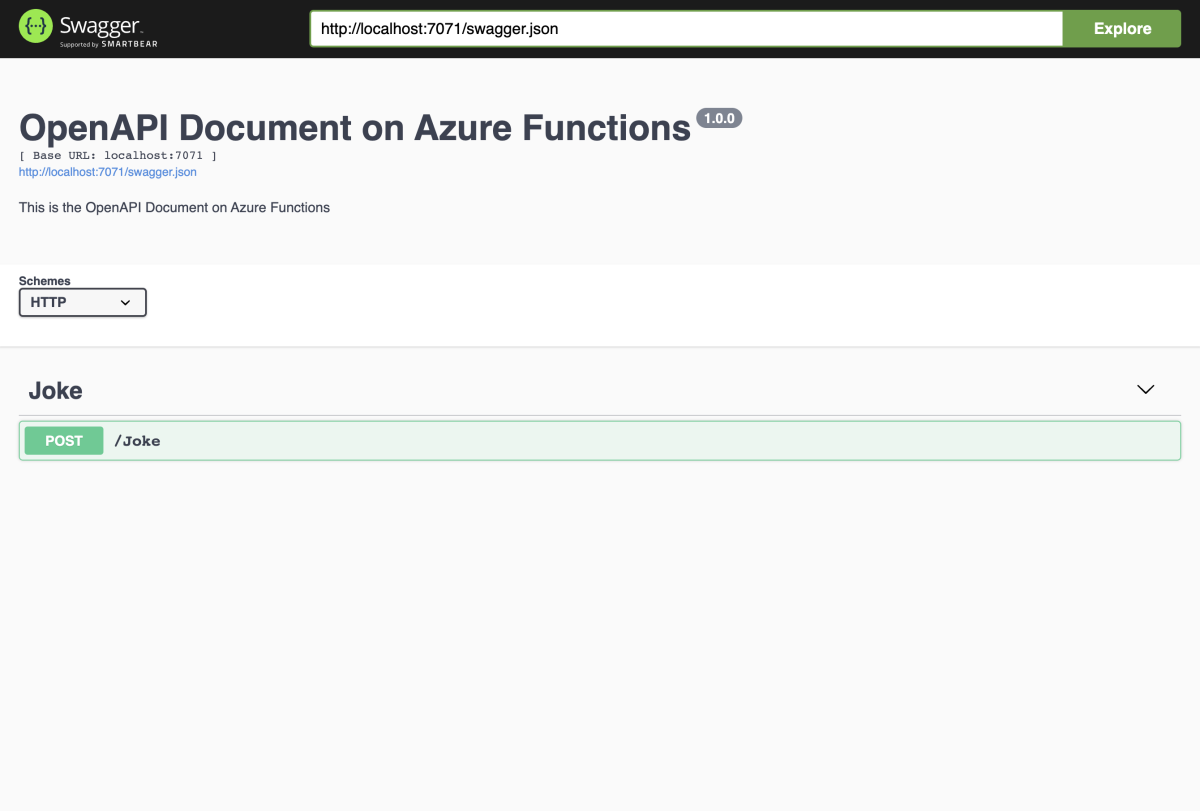 {···} Swagger™
Supported by SMARTBEAR
http://localhost:7071/swagger.json
Explore
OpenAPI Document on Azure Functions 1.0.0
[ Base URL: localhost:7071 ]
http://localhost:7071/swagger.json
This is the OpenAPI Document on Azure Functions
Schemes
HTTP
Joke
POST /Joke